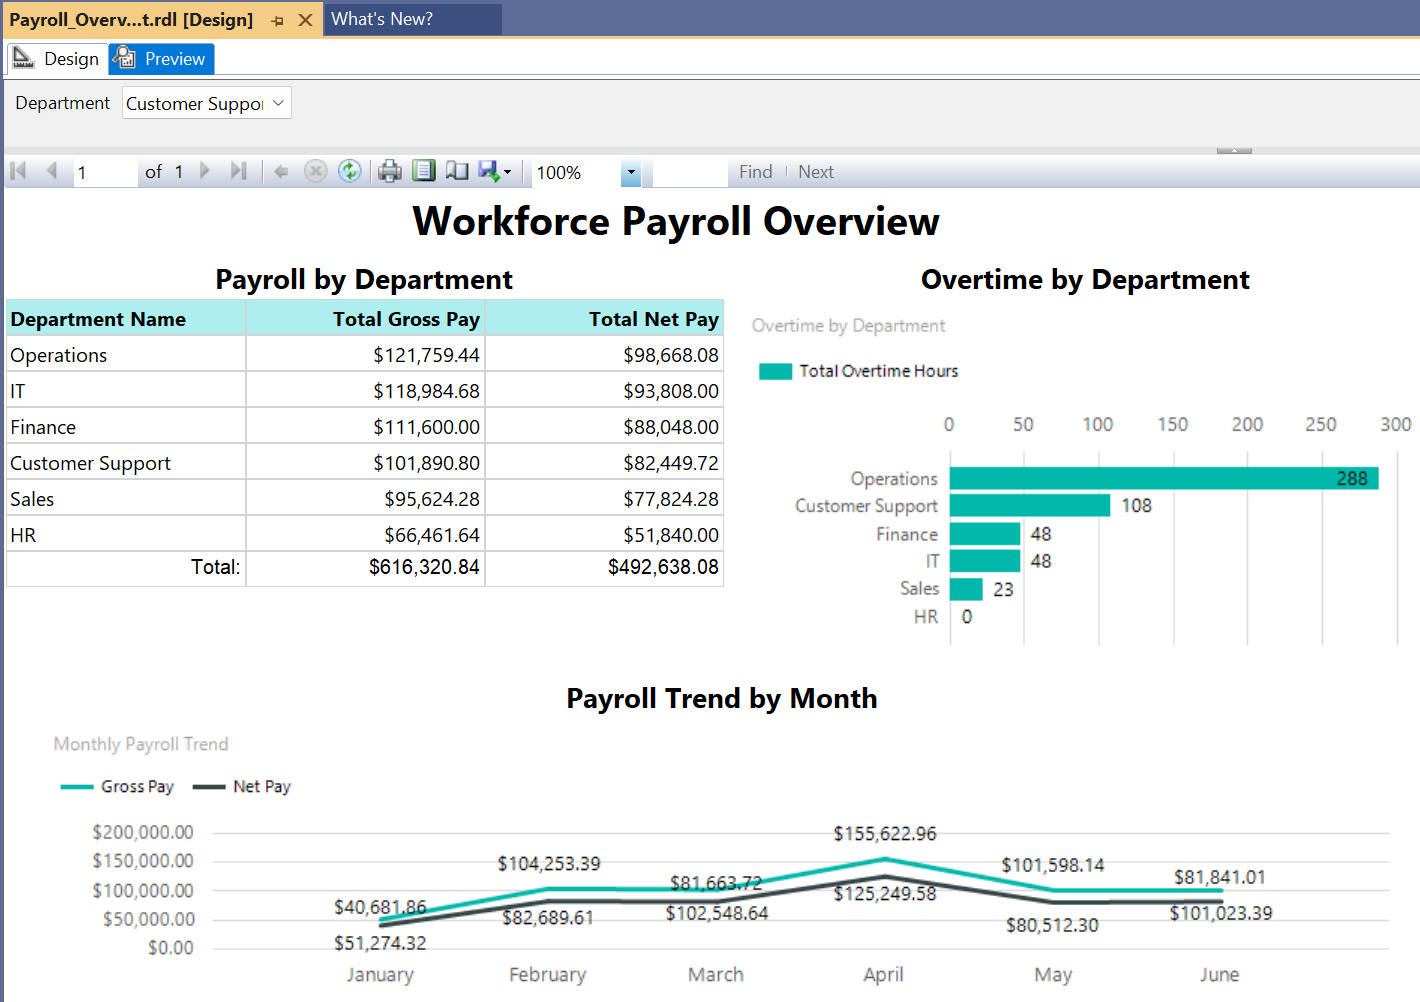 Payroll_Overv...t.rdl [Design]
What's New?
Design
Preview
Department
Customer Suppo
1 of 1
100%
Find
Next
Workforce Payroll Overview
Payroll by Department
Department Name Total Gross Pay Total Net Pay
Operations $121,759.44 $98,668.08
IT $118,984.68 $93,808.00
Finance $111,600.00 $88,048.00
Customer Support $101,890.80 $82,449.72
Sales $95,624.28 $77,824.28
HR $66,461.64 $51,840.00
Total: $616,320.84 $492,638.08
Overtime by Department
Overtime by Department
Total Overtime Hours
0 50 100 150 200 250 300
Operations 288
Customer Support 108
Finance 48
IT 48
Sales 23
HR 0
Payroll Trend by Month
Monthly Payroll Trend
Gross Pay Net Pay
$200,000.00
$150,000.00
$100,000.00
$50,000.00
$0.00
$40,681.86
$51,274.32
$104,253.39
$82,689.61
$81,663.72
$102,548.64
$155,622.96
$125,249.58
$101,598.14
$80,512.30
$81,841.01
$101,023.39
January February March April May June